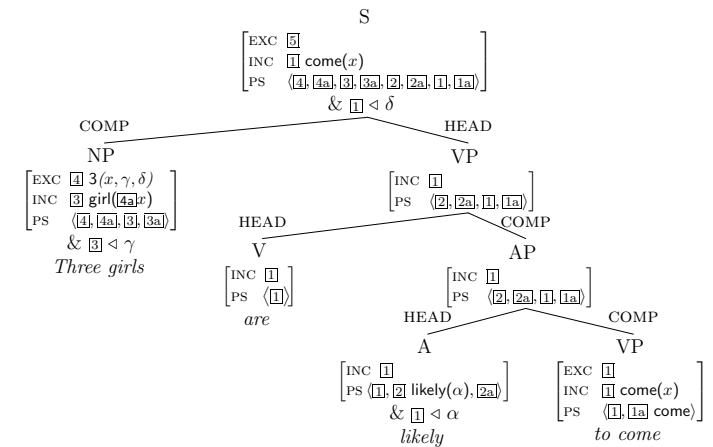 S
EXC 5
INC 1 come(x)
PS ⟨4, 4a, 3, 3a, 2, 2a, 1, 1a⟩
& 1 ◁ δ
COMP HEAD
NP VP
EXC 4 3(x, γ, δ)
INC 3 girl(4ax)
PS ⟨4, 4a, 3, 3a⟩
& 3 ◁ γ
Three girls
INC 1
PS ⟨2, 2a, 1, 1a⟩
HEAD COMP
V AP
INC 1
PS ⟨1⟩
are
INC 1
PS ⟨2, 2a, 1, 1a⟩
HEAD COMP
A VP
INC 1
PS ⟨1, 2 likely(α), 2a⟩
& 1 ◁ α
likely
EXC 1
INC 1 come(x)
PS ⟨1, 1a come⟩
to come